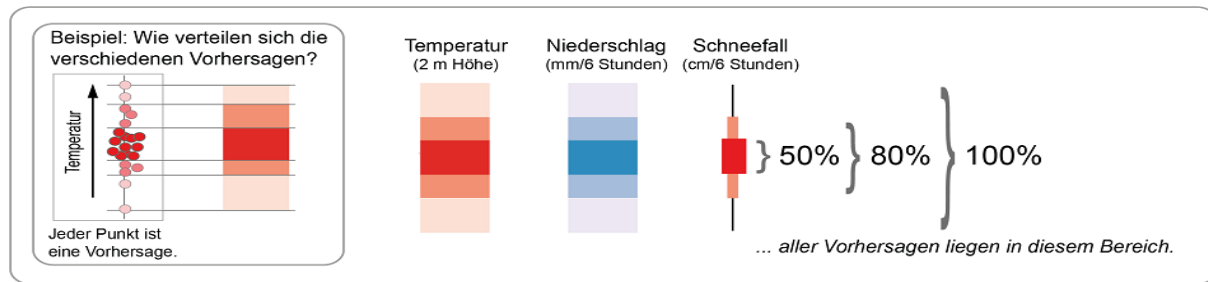 Beispiel: Wie verteilen sich die
verschiedenen Vorhersagen?
Temperatur
Jeder Punkt ist
eine Vorhersage.
Temperatur
(2 m Höhe)
Niederschlag
(mm/6 Stunden)
Schneefall
(cm/6 Stunden)
50%
80%
100%
... aller Vorhersagen liegen in diesem Bereich.